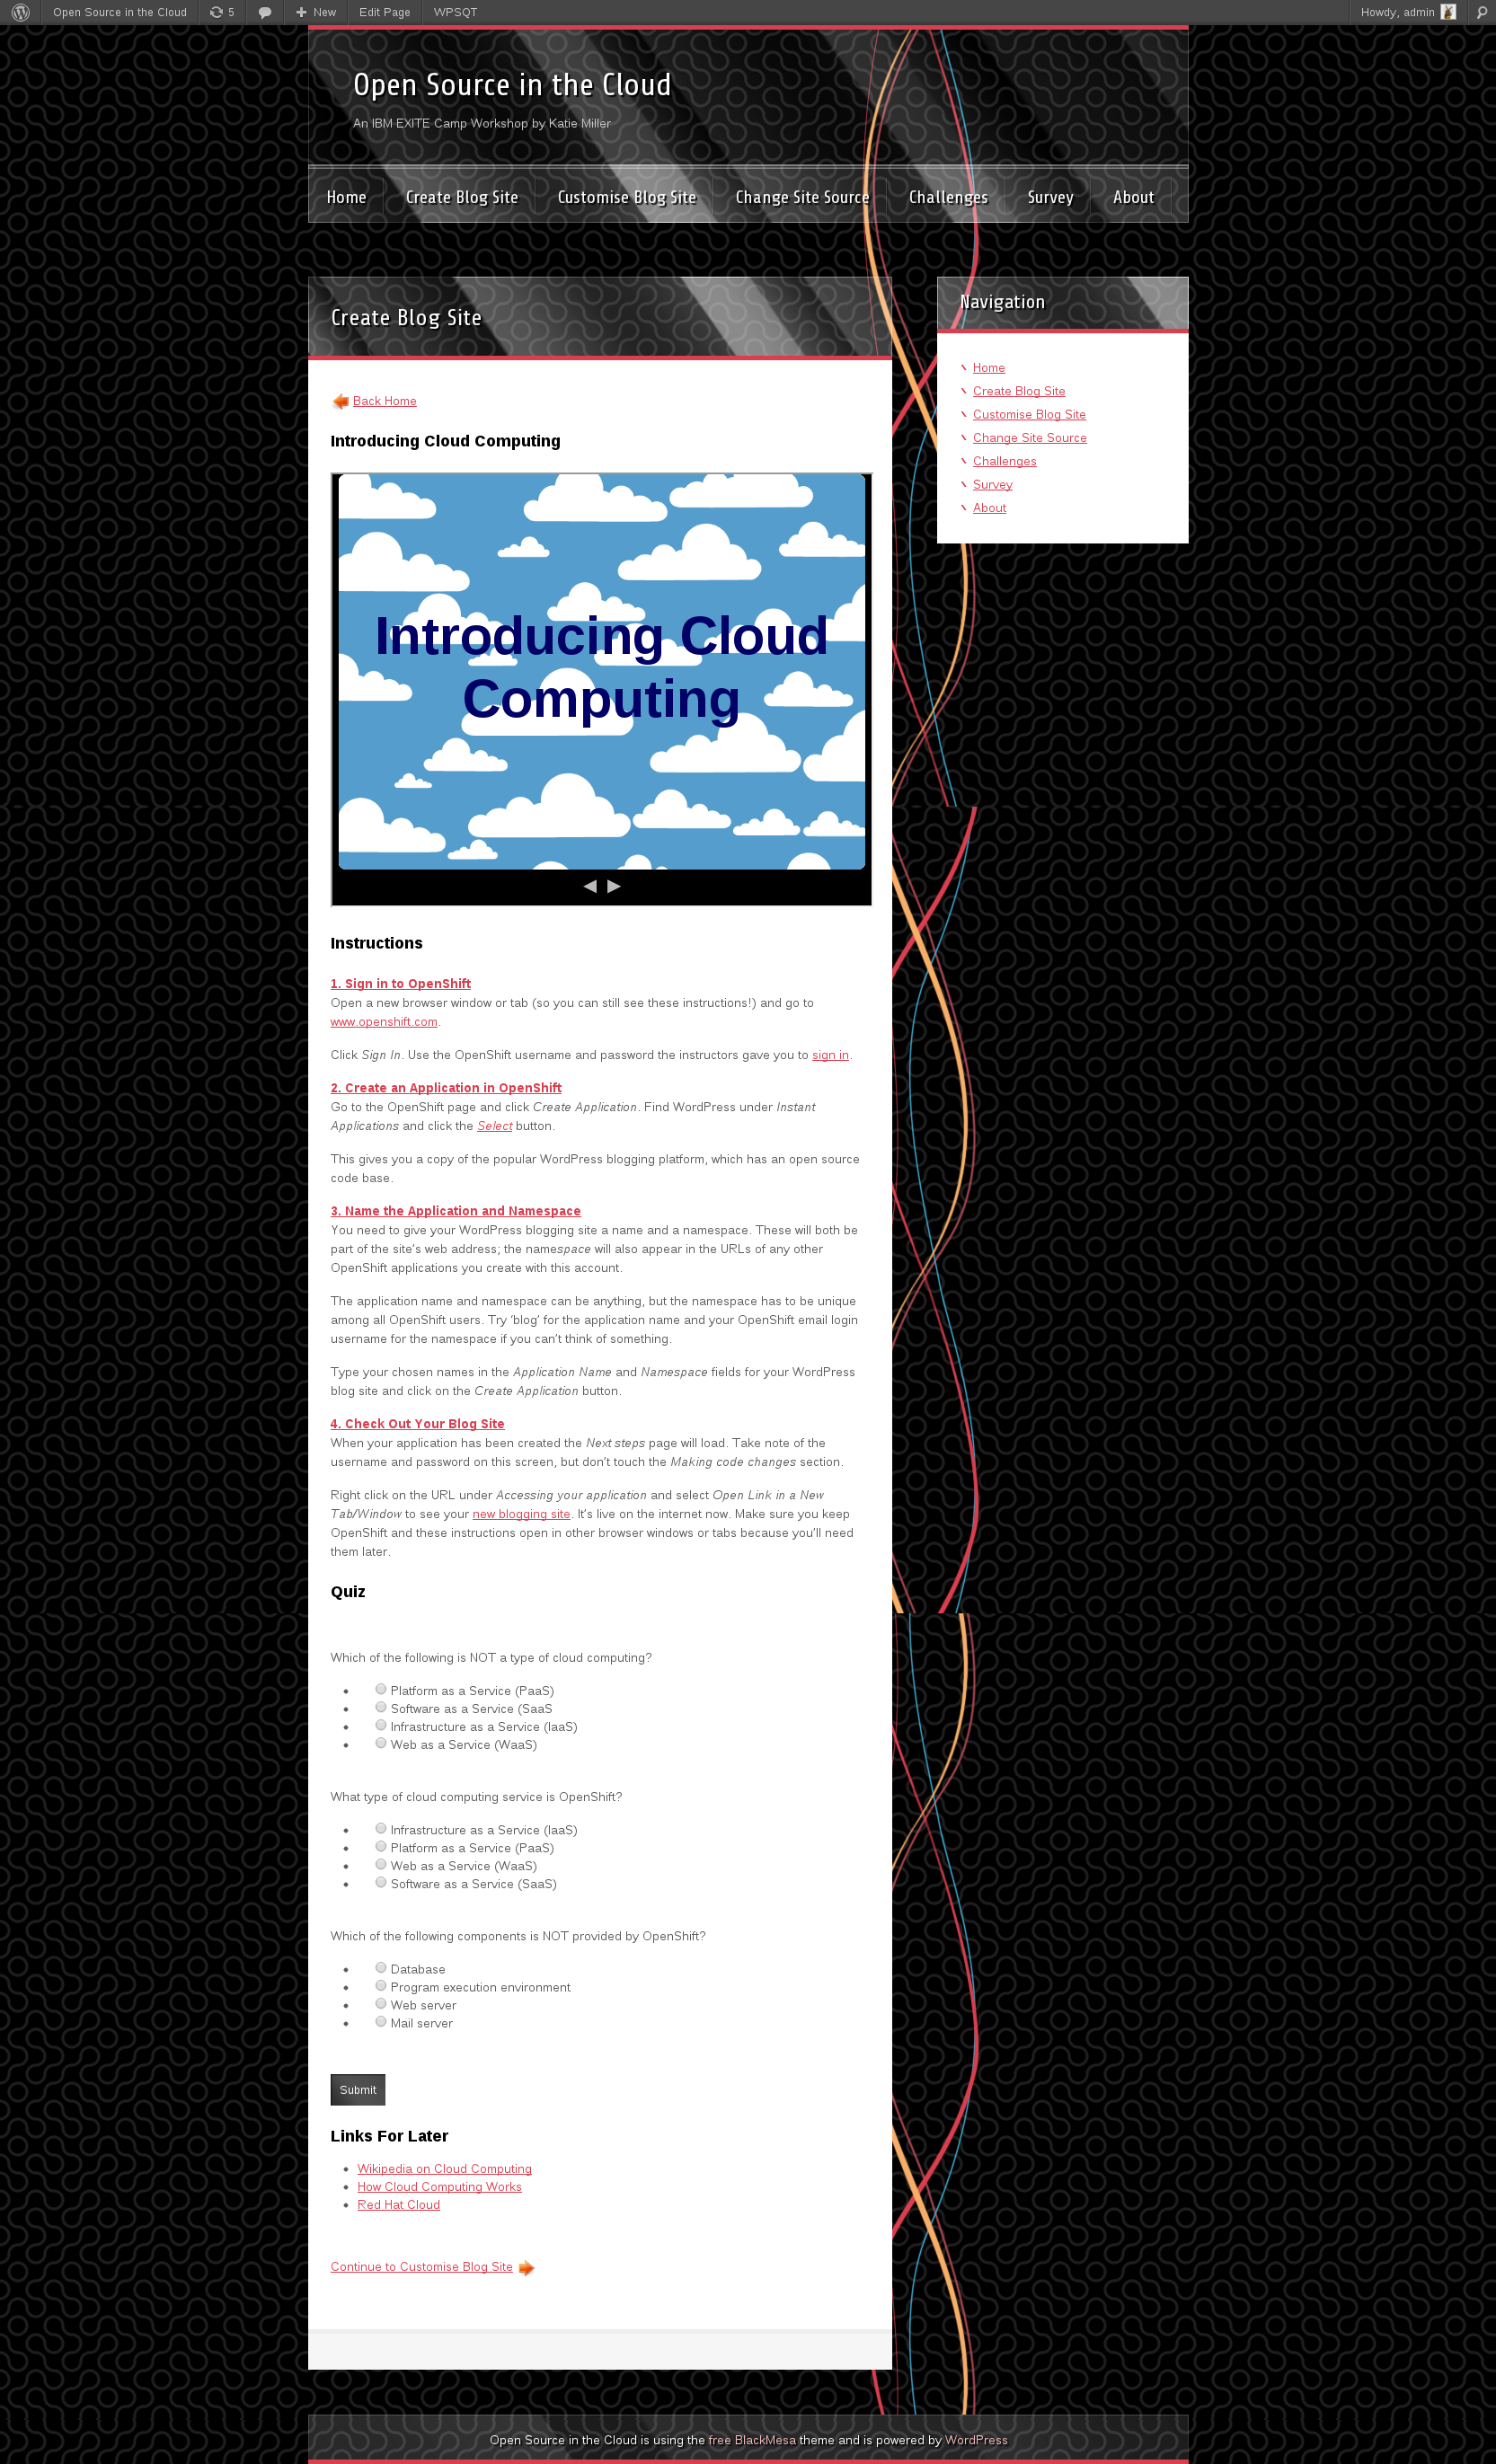 Open Source in the Cloud
5
New
Edit Page
WPSQT
Howdy, admin
Open Source in the Cloud
An IBM EXITE Camp Workshop by Katie Miller
Home
Create Blog Site
Customise Blog Site
Change Site Source
Challenges
Survey
About
Create Blog Site
Back Home
Introducing Cloud Computing
Introducing Cloud
Computing
Instructions
1. Sign in to OpenShift
Open a new browser window or tab (so you can still see these instructions!) and go to
www.openshift.com.
Click Sign In. Use the OpenShift username and password the instructors gave you to sign in.
2. Create an Application in OpenShift
Go to the OpenShift page and click Create Application. Find WordPress under Instant
Applications and click the Select button.
This gives you a copy of the popular WordPress blogging platform, which has an open source
code base.
3. Name the Application and Namespace
You need to give your WordPress blogging site a name and a namespace. These will both be
part of the site's web address; the namespace will also appear in the URLs of any other
OpenShift applications you create with this account.
The application name and namespace can be anything, but the namespace has to be unique
among all OpenShift users. Try 'blog' for the application name and your OpenShift email login
username for the namespace if you can't think of something.
Type your chosen names in the Application Name and Namespace fields for your WordPress
blog site and click on the Create Application button.
4. Check Out Your Blog Site
When your application has been created the Next steps page will load. Take note of the
username and password on this screen, but don't touch the Making code changes section.
Right click on the URL under Accessing your application and select Open Link in a New
Tab/Window to see your new blogging site. It's live on the internet now. Make sure you keep
OpenShift and these instructions open in other browser windows or tabs because you'll need
them later.
Quiz
Which of the following is NOT a type of cloud computing?
Platform as a Service (PaaS)
Software as a Service (SaaS
Infrastructure as a Service (IaaS)
Web as a Service (WaaS)
What type of cloud computing service is OpenShift?
Infrastructure as a Service (IaaS)
Platform as a Service (PaaS)
Web as a Service (WaaS)
Software as a Service (SaaS)
Which of the following components is NOT provided by OpenShift?
Database
Program execution environment
Web server
Mail server
Submit
Links For Later
Wikipedia on Cloud Computing
How Cloud Computing Works
Red Hat Cloud
Continue to Customise Blog Site
Navigation
Home
Create Blog Site
Customise Blog Site
Change Site Source
Challenges
Survey
About
Open Source in the Cloud is using the free BlackMesa theme and is powered by WordPress